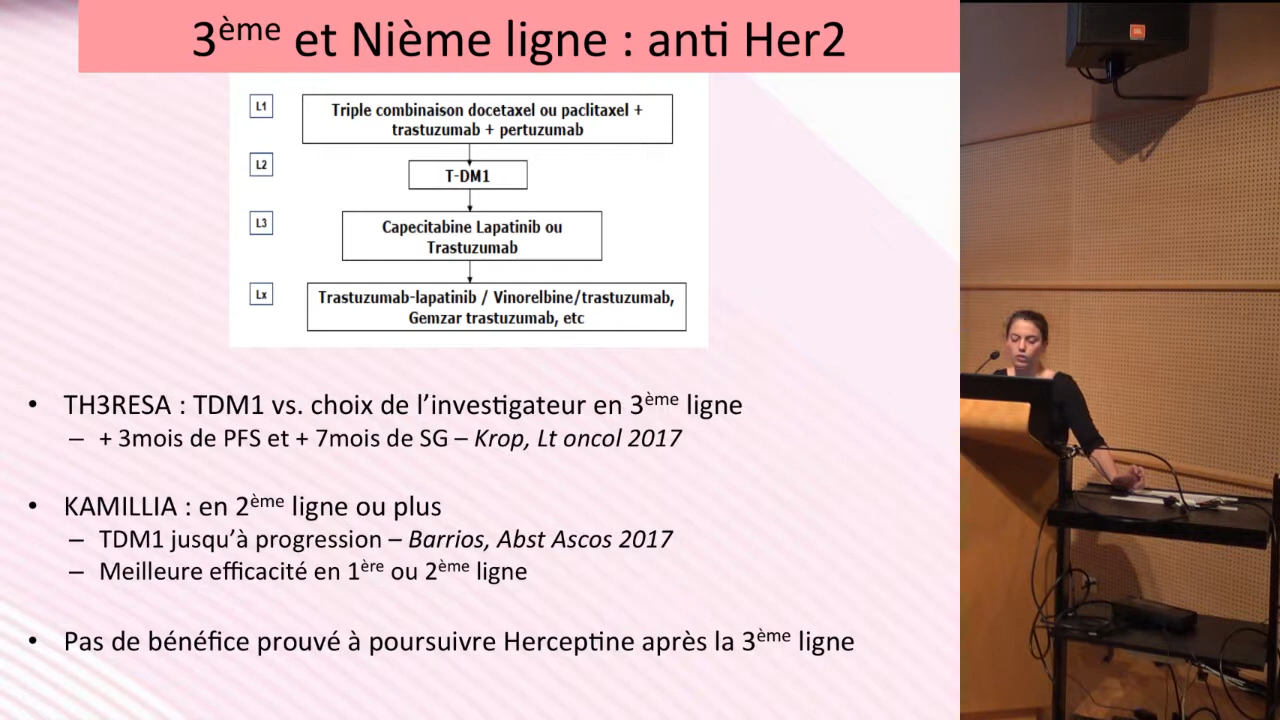 3ème et Nième ligne : anti Her2
L1
Triple combinaison docetaxel ou paclitaxel +
trastuzumab + pertuzumab
L2
T-DM1
L3
Capecitabine Lapatinib ou
Trastuzumab
Lx
Trastuzumab-lapatinib / Vinorelbine/trastuzumab,
Gemzar trastuzumab, etc
• TH3RESA : TDM1 vs. choix de l'investigateur en 3ème ligne
– + 3mois de PFS et + 7mois de SG – Krop, Lt oncol 2017
• KAMILLIA : en 2ème ligne ou plus
– TDM1 jusqu'à progression – Barrios, Abst Ascos 2017
– Meilleure efficacité en 1ère ou 2ème ligne
• Pas de bénéfice prouvé à poursuivre Herceptine après la 3ème ligne
JBL